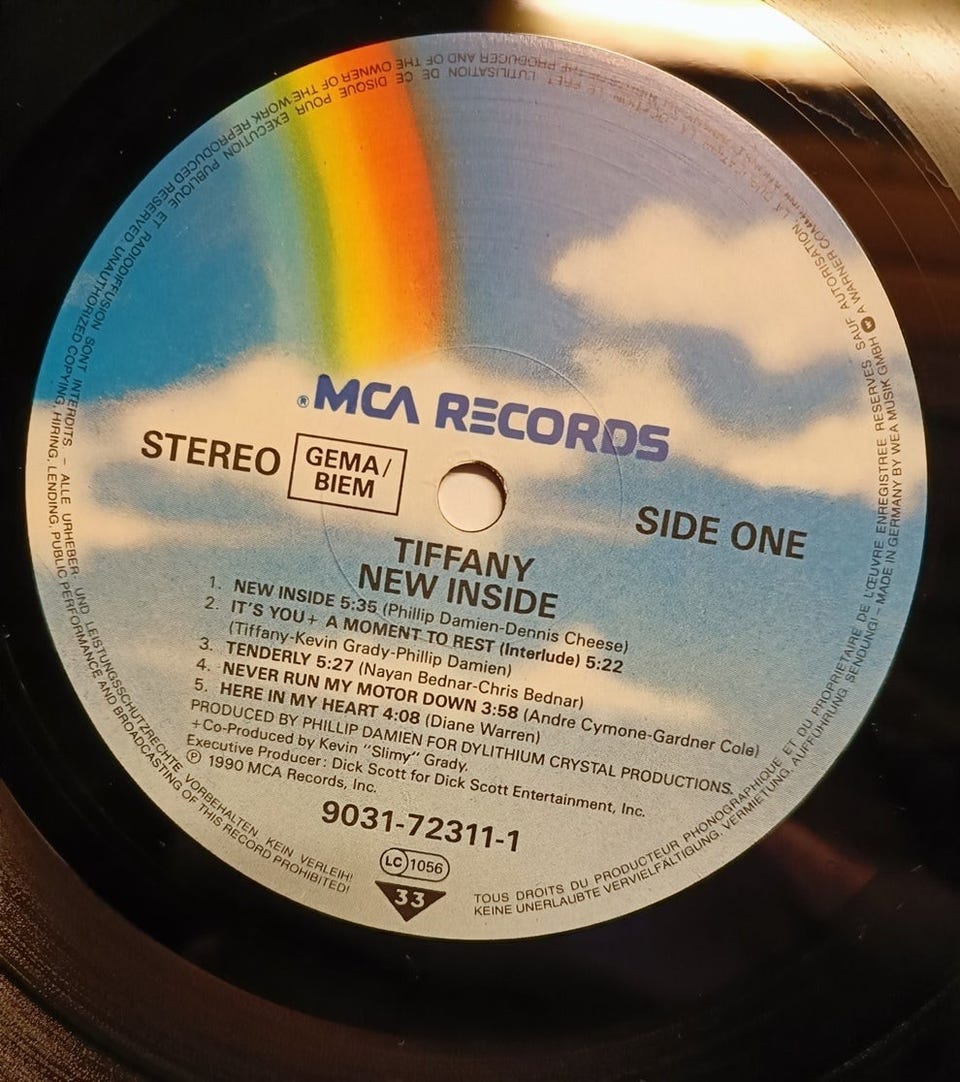 ®MCA RECORDS
STEREO
GEMA/
BIEM
SIDE ONE
TIFFANY
NEW INSIDE
1. NEW INSIDE 5:35 (Phillip Damien-Dennis Cheese)
2. IT'S YOU+ A MOMENT TO REST (Interlude) 5:22
(Tiffany-Kevin Grady-Phillip Damien)
3. TENDERLY 5:27 (Nayan Bednar-Chris Bednar)
4. NEVER RUN MY MOTOR DOWN 3:58 (Andre Cymone-Gardner Cole)
5. HERE IN MY HEART 4:08 (Diane Warren)
PRODUCED BY PHILLIP DAMIEN FOR DYLITHIUM CRYSTAL PRODUCTIONS.
+Co-Produced by Kevin "Slimy" Grady.
Executive Producer: Dick Scott for Dick Scott Entertainment, Inc.
℗ 1990 MCA Records, Inc.
9031-72311-1
LC 1056
33
TOUS DROITS DU PRODUCTEUR PHONOGRAPHIQUE ET DU PROPRIETAIRE DE L'ŒUVRE ENREGISTREE RESERVES. SAUF AUTORISATION, LA
L'UTILISATION DE CE DISQUE POUR EXECUTION PUBLIQUE ET RADIODIFFUSION SONT INTERDITS. – ALLE URHEBER- UND LEISTUNGSSCHUTZRECHTE VORBEHALTEN. KEIN VERLEIH!
KEINE UNERLAUBTE VERVIELFÄLTIGUNG, VERMIETUNG, AUFFÜHRUNG, SENDUNG! – MADE IN GERMANY BY WEA MUSIK GMBH A WARNER
OF THE PRODUCER AND OF THE OWNER OF THE WORK REPRODUCED RESERVED. UNAUTHORIZED COPYING, HIRING, LENDING, PUBLIC PERFORMANCE AND BROADCASTING OF THIS RECORD PROHIBITED!